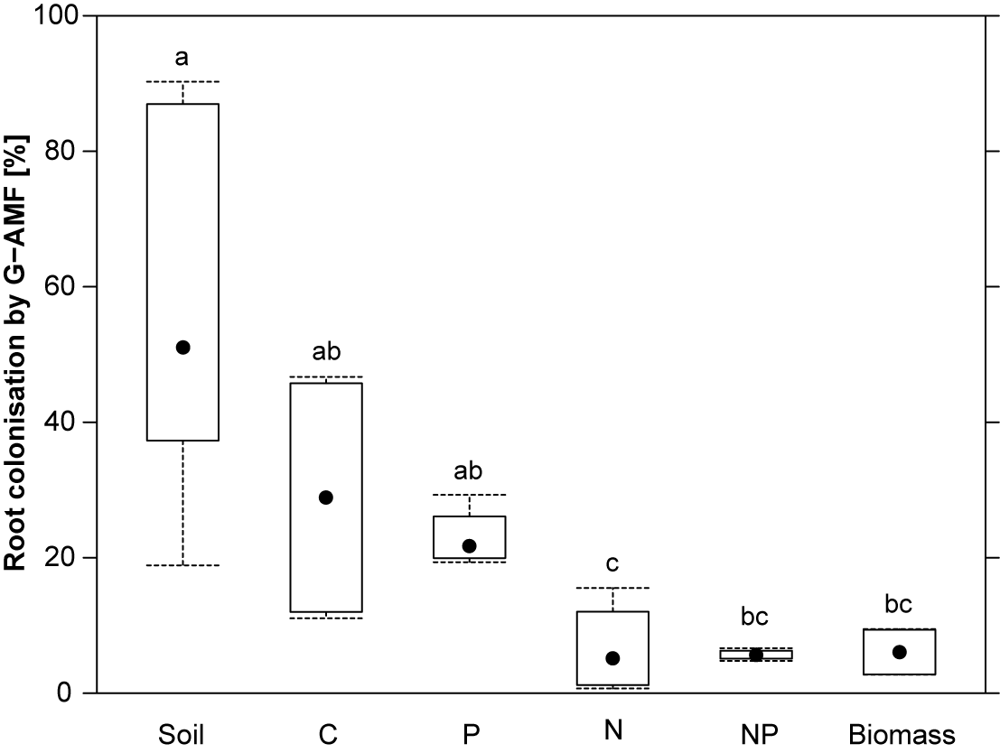 Root colonisation by G−AMF [%]
100
80
60
40
20
0
a
ab
ab
c
bc
bc
Soil
C
P
N
NP
Biomass